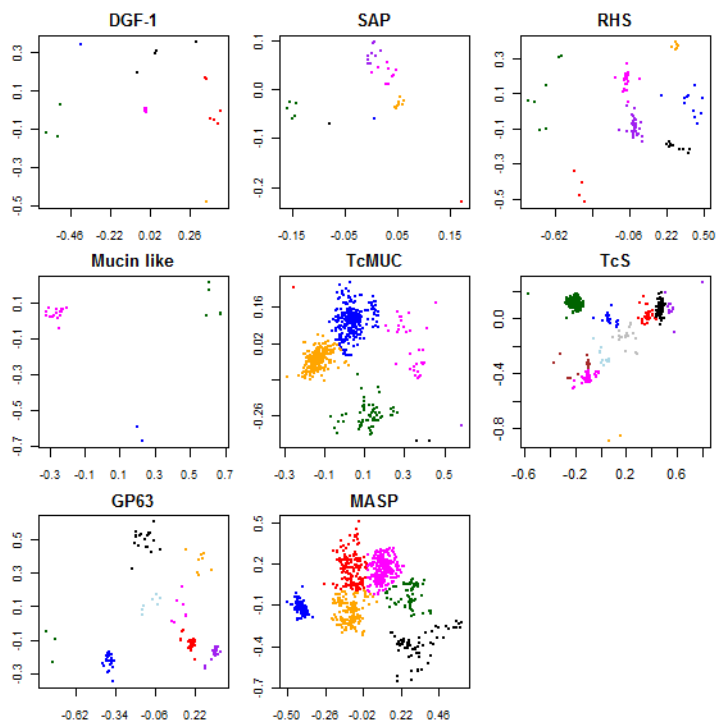 DGF-1 SAP RHS
0.3 0.1 -0.1 -0.3 -0.5
-0.46 -0.22 0.02 0.26
0.1 0.0 -0.1 -0.2
-0.15 -0.05 0.05 0.15
0.3 0.1 -0.1 -0.3 -0.5
-0.62 -0.06 0.22 0.50
Mucin like TcMUC TcS
0.1 -0.1 -0.3 -0.5 -0.7
-0.3 -0.1 0.1 0.3 0.5 0.7
0.16 0.02 -0.26
-0.3 -0.1 0.1 0.3 0.5
0.0 -0.4 -0.8
-0.6 -0.2 0.2 0.6
GP63 MASP
0.5 0.3 0.1 -0.1 -0.3
-0.62 -0.34 -0.06 0.22
0.5 0.2 -0.1 -0.4 -0.7
-0.50 -0.26 -0.02 0.22 0.46